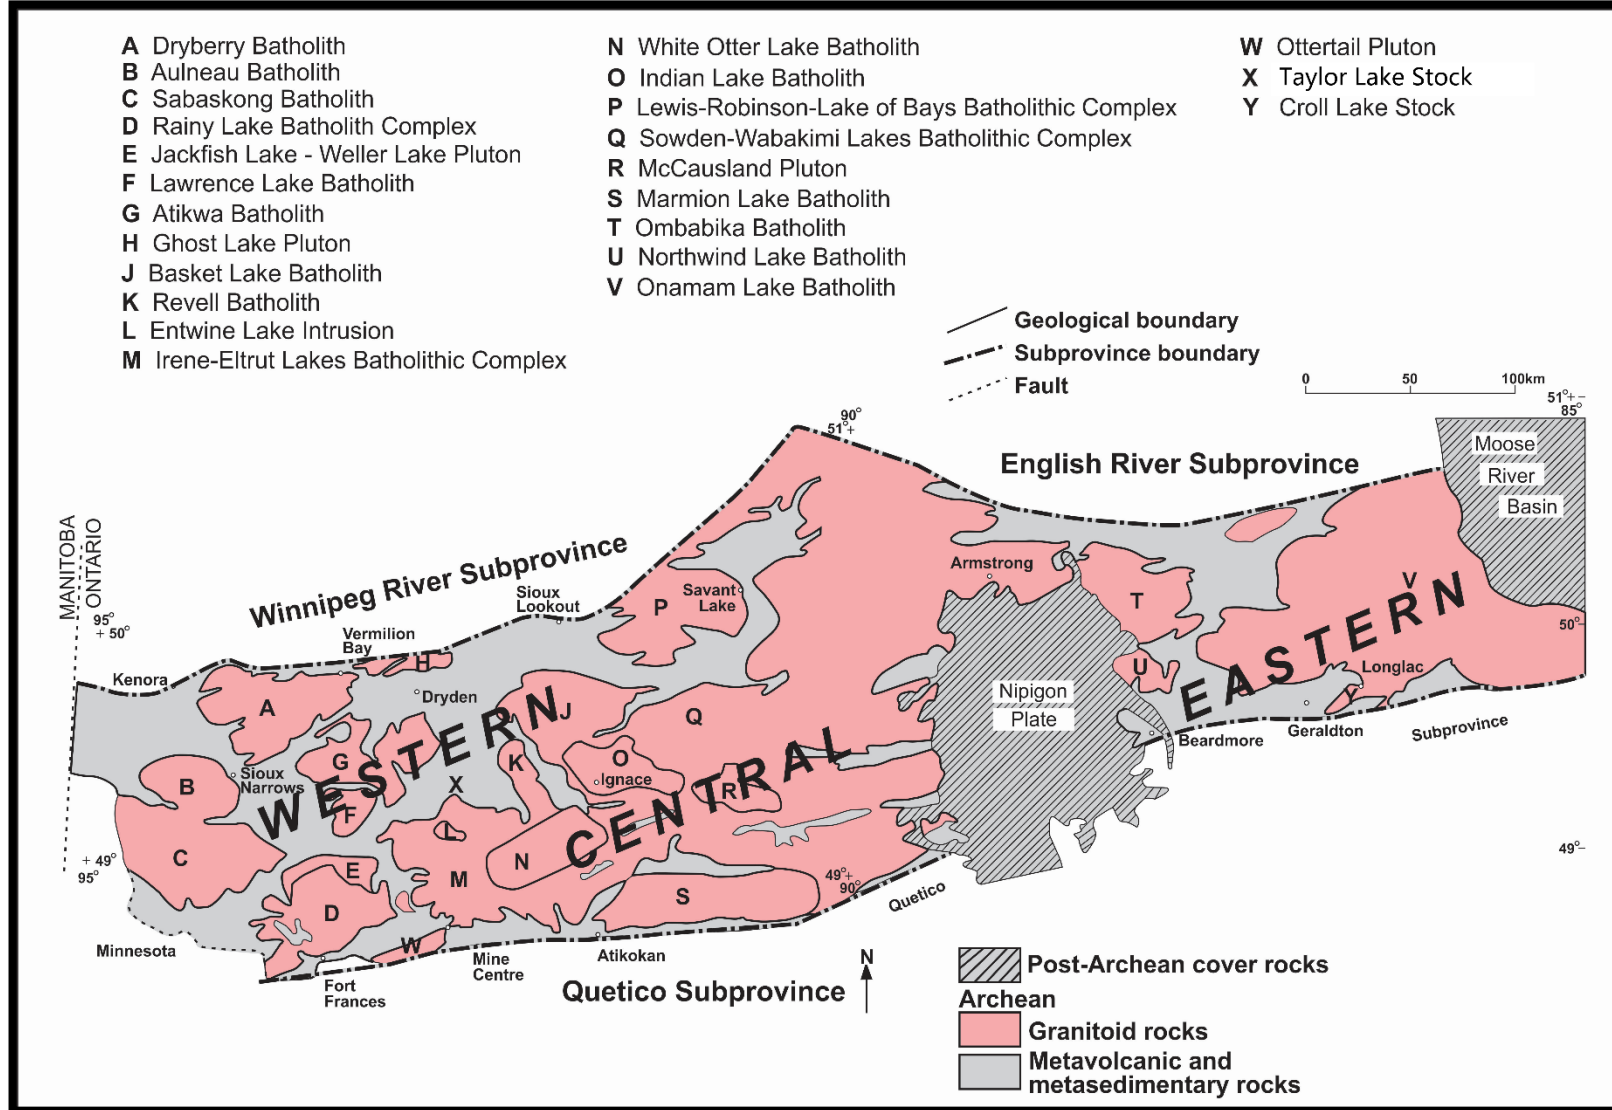 A Dryberry Batholith
B Aulneau Batholith
C Sabaskong Batholith
D Rainy Lake Batholith Complex
E Jackfish Lake - Weller Lake Pluton
F Lawrence Lake Batholith
G Atikwa Batholith
H Ghost Lake Pluton
J Basket Lake Batholith
K Revell Batholith
L Entwine Lake Intrusion
M Irene-Eltrut Lakes Batholithic Complex
N White Otter Lake Batholith
O Indian Lake Batholith
P Lewis-Robinson-Lake of Bays Batholithic Complex
Q Sowden-Wabakimi Lakes Batholithic Complex
R McCausland Pluton
S Marmion Lake Batholith
T Ombabika Batholith
U Northwind Lake Batholith
V Onamam Lake Batholith
W Ottertail Pluton
X Taylor Lake Stock
Y Croll Lake Stock
Geological boundary
Subprovince boundary
Fault
0 50 100km
51°+
85°
90°
51°+
English River Subprovince
Moose
River
Basin
MANITOBA
ONTARIO
Winnipeg River Subprovince
95°
+ 50°
Sioux
Lookout
Savant
Lake
P
Armstrong
T
V
50°
Vermilion
Bay
H
Kenora
Dryden
A
J
Q
U
Longlac
Y
Nipigon
Plate
EASTERN
Beardmore
Geraldton
Subprovince
WESTERN
CENTRAL
B
Sioux
Narrows
G
X
K
O
Ignace
R
F
L
C
E
N
M
D
S
W
+ 49°
95°
49°+
90°
49°
Quetico
Minnesota
Fort
Frances
Mine
Centre
Atikokan
Quetico Subprovince
N
Post-Archean cover rocks
Archean
Granitoid rocks
Metavolcanic and
metasedimentary rocks